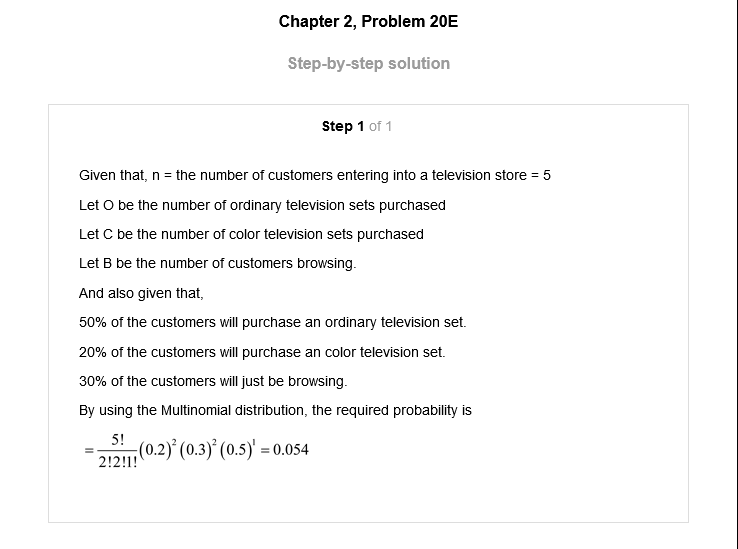 Chapter 2, Problem 20E
Step-by-step solution
Step 1 of 1
Given that, n = the number of customers entering into a television store = 5
Let O be the number of ordinary television sets purchased
Let C be the number of color television sets purchased
Let B be the number of customers browsing.
And also given that,
50% of the customers will purchase an ordinary television set.
20% of the customers will purchase an color television set.
30% of the customers will just be browsing.
By using the Multinomial distribution, the required probability is
= 5!/2!2!1! (0.2)² (0.3)² (0.5)¹ = 0.054